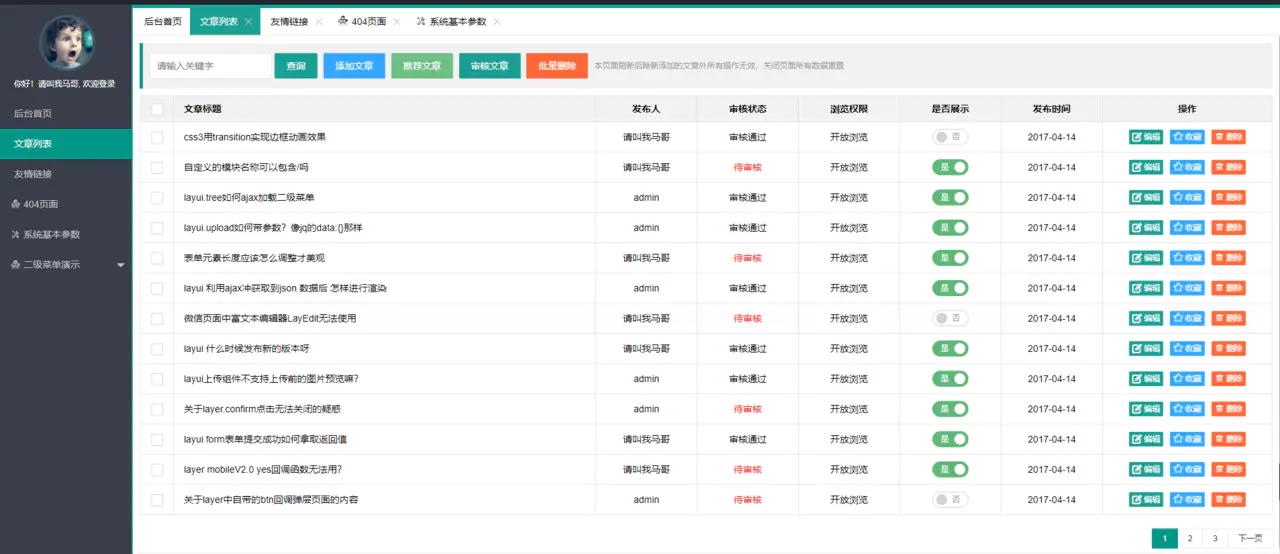 后台首页 文章列表 友情链接 404页面 系统基本参数
你好！请叫我马哥, 欢迎登录
后台首页
文章列表
友情链接
404页面
系统基本参数
二级菜单演示
请输入关键字 查询 添加文章 推荐文章 审核文章 批量删除 本页面刷新后除新添加的文章外所有操作无效，关闭页面所有数据重置
文章标题 发布人 审核状态 浏览权限 是否展示 发布时间 操作
css3用transition实现边框动画效果 请叫我马哥 审核通过 开放浏览 否 2017-04-14 编辑 收藏 删除
自定义的模块名称可以包含/吗 请叫我马哥 待审核 开放浏览 是 2017-04-14 编辑 收藏 删除
layui.tree如何ajax加载二级菜单 admin 审核通过 开放浏览 是 2017-04-14 编辑 收藏 删除
layui.upload如何带参数？像jq的data:{}那样 admin 审核通过 开放浏览 是 2017-04-14 编辑 收藏 删除
表单元素长度应该怎么调整才美观 请叫我马哥 待审核 开放浏览 是 2017-04-14 编辑 收藏 删除
layui 利用ajax冲获取到json 数据后 怎样进行渲染 admin 审核通过 开放浏览 是 2017-04-14 编辑 收藏 删除
微信页面中富文本编辑器LayEdit无法使用 请叫我马哥 待审核 开放浏览 否 2017-04-14 编辑 收藏 删除
layui 什么时候发布新的版本呀 请叫我马哥 审核通过 开放浏览 是 2017-04-14 编辑 收藏 删除
layui上传组件不支持上传前的图片预览嘛? admin 审核通过 开放浏览 是 2017-04-14 编辑 收藏 删除
关于layer.confirm点击无法关闭的疑惑 admin 待审核 开放浏览 是 2017-04-14 编辑 收藏 删除
layui form表单提交成功如何拿取返回值 请叫我马哥 审核通过 开放浏览 是 2017-04-14 编辑 收藏 删除
layer mobileV2.0 yes回调函数无法用? 请叫我马哥 待审核 开放浏览 是 2017-04-14 编辑 收藏 删除
关于layer中自带的btn回调弹层页面的内容 admin 待审核 开放浏览 否 2017-04-14 编辑 收藏 删除
1 2 3 下一页